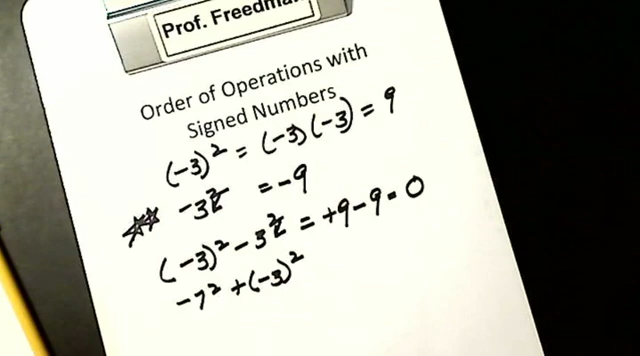 Prof. Freedman
Order of Operations with
Signed Numbers
(-3)² = (-3)(-3) = 9
-3² = -9
(-3)² - 3² = +9 - 9 = 0
-7² + (-3)²